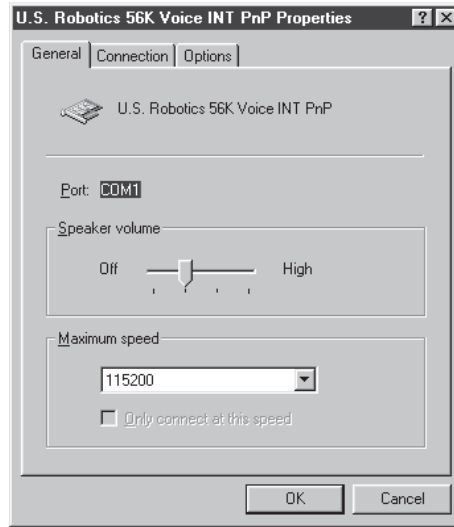 U.S. Robotics 56K Voice INT PnP Properties
General Connection Options
U.S. Robotics 56K Voice INT PnP
Port: COM1
Speaker volume
Off High
Maximum speed
115200
Only connect at this speed
OK Cancel